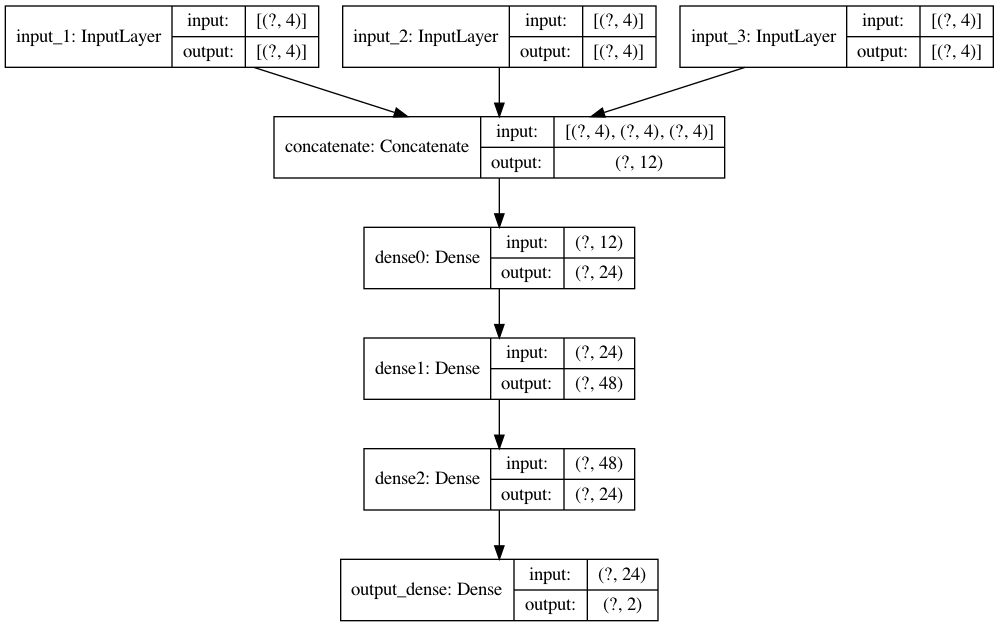 input_1: InputLayer
input: [(?, 4)]
output: [(?, 4)]
input_2: InputLayer
input: [(?, 4)]
output: [(?, 4)]
input_3: InputLayer
input: [(?, 4)]
output: [(?, 4)]
concatenate: Concatenate
input: [(?, 4), (?, 4), (?, 4)]
output: (?, 12)
dense0: Dense
input: (?, 12)
output: (?, 24)
dense1: Dense
input: (?, 24)
output: (?, 48)
dense2: Dense
input: (?, 48)
output: (?, 24)
output_dense: Dense
input: (?, 24)
output: (?, 2)